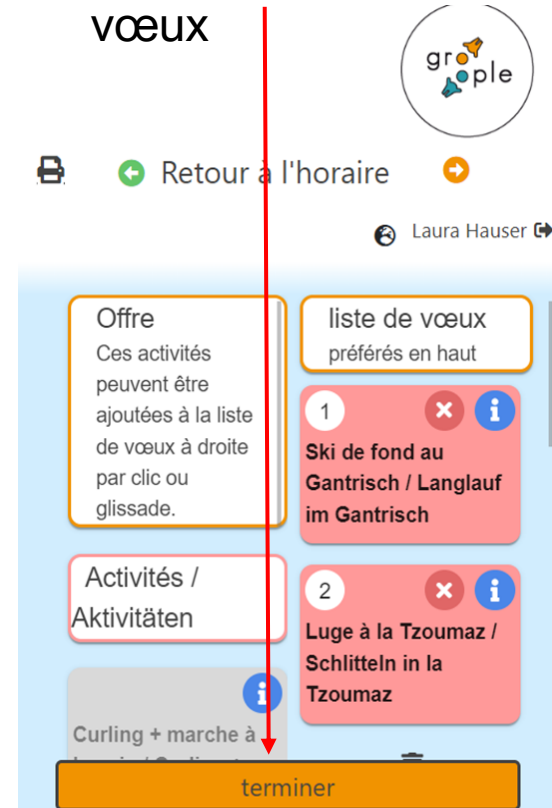 vœux
gro
ople
Retour à l'horaire
Laura Hauser
Offre
Ces activités
peuvent être
ajoutées à la liste
de vœux à droite
par clic ou
glissade.
Activités /
Aktivitäten
Curling + marche à
liste de vœux
préférés en haut
1
Ski de fond au
Gantrisch / Langlauf
im Gantrisch
2
Luge à la Tzoumaz /
Schlitteln in la
Tzoumaz
terminer